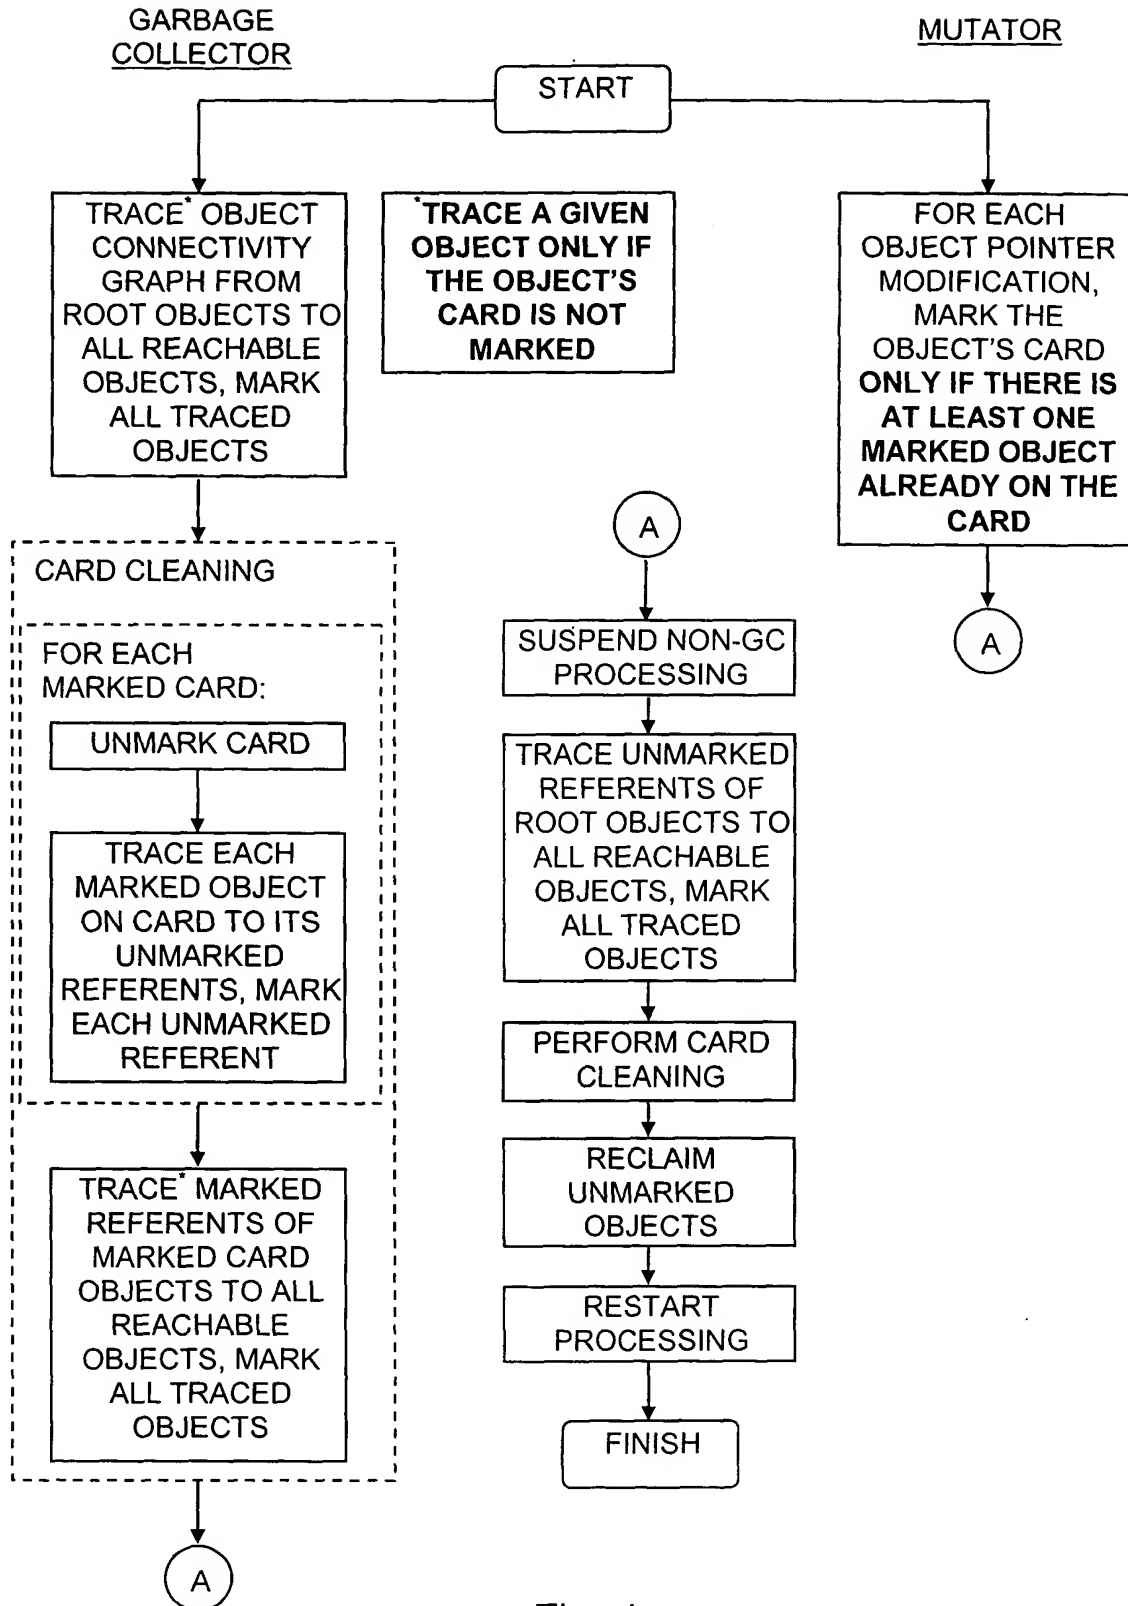 GARBAGE
COLLECTOR
MUTATOR
START
TRACE* OBJECT
CONNECTIVITY
GRAPH FROM
ROOT OBJECTS TO
ALL REACHABLE
OBJECTS, MARK
ALL TRACED
OBJECTS
*TRACE A GIVEN
OBJECT ONLY IF
THE OBJECT'S
CARD IS NOT
MARKED
FOR EACH
OBJECT POINTER
MODIFICATION,
MARK THE
OBJECT'S CARD
ONLY IF THERE IS
AT LEAST ONE
MARKED OBJECT
ALREADY ON THE
CARD
A
CARD CLEANING
FOR EACH
MARKED CARD:
UNMARK CARD
TRACE EACH
MARKED OBJECT
ON CARD TO ITS
UNMARKED
REFERENTS, MARK
EACH UNMARKED
REFERENT
TRACE* MARKED
REFERENTS OF
MARKED CARD
OBJECTS TO ALL
REACHABLE
OBJECTS, MARK
ALL TRACED
OBJECTS
A
A
SUSPEND NON-GC
PROCESSING
TRACE UNMARKED
REFERENTS OF
ROOT OBJECTS TO
ALL REACHABLE
OBJECTS, MARK
ALL TRACED
OBJECTS
PERFORM CARD
CLEANING
RECLAIM
UNMARKED
OBJECTS
RESTART
PROCESSING
FINISH